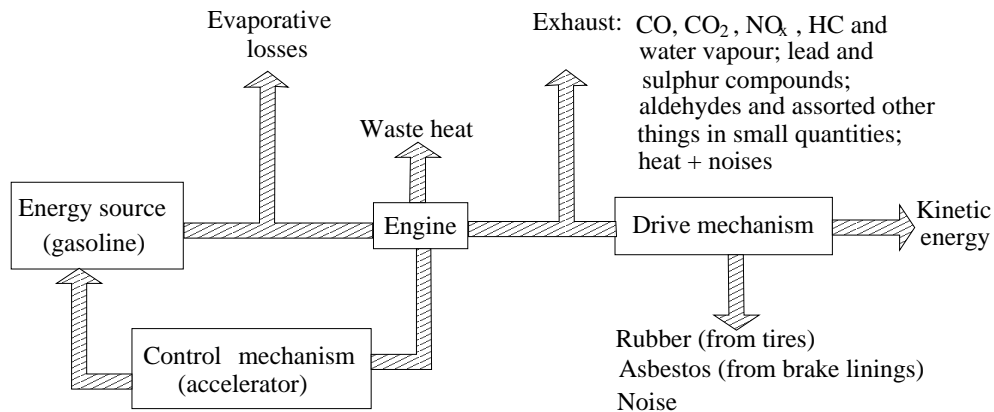 Evaporative
losses
Exhaust: CO, CO₂ , NOₓ , HC and
water vapour; lead and
sulphur compounds;
aldehydes and assorted other
things in small quantities;
heat + noises
Waste heat
Energy source
(gasoline)
Engine
Drive mechanism
Kinetic
energy
Control mechanism
(accelerator)
Rubber (from tires)
Asbestos (from brake linings)
Noise